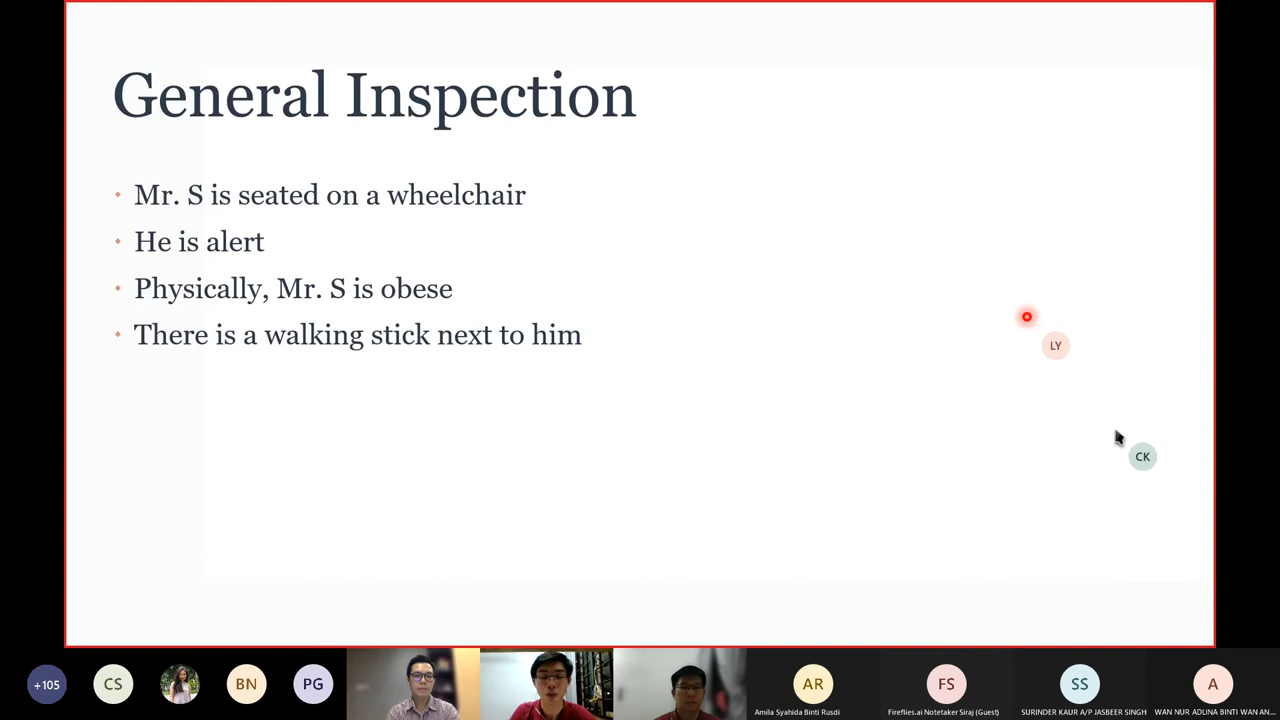 General Inspection
Mr. S is seated on a wheelchair
He is alert
Physically, Mr. S is obese
There is a walking stick next to him
LY
CK
+105
CS
BN
PG
AR
FS
SS
A
Amila Syahida Binti Rusdi
Fireflies.ai Notetaker Siraj (Guest)
SURINDER KAUR A/P JASBEER SINGH
WAN NUR ADLINA BINTI WAN AN...